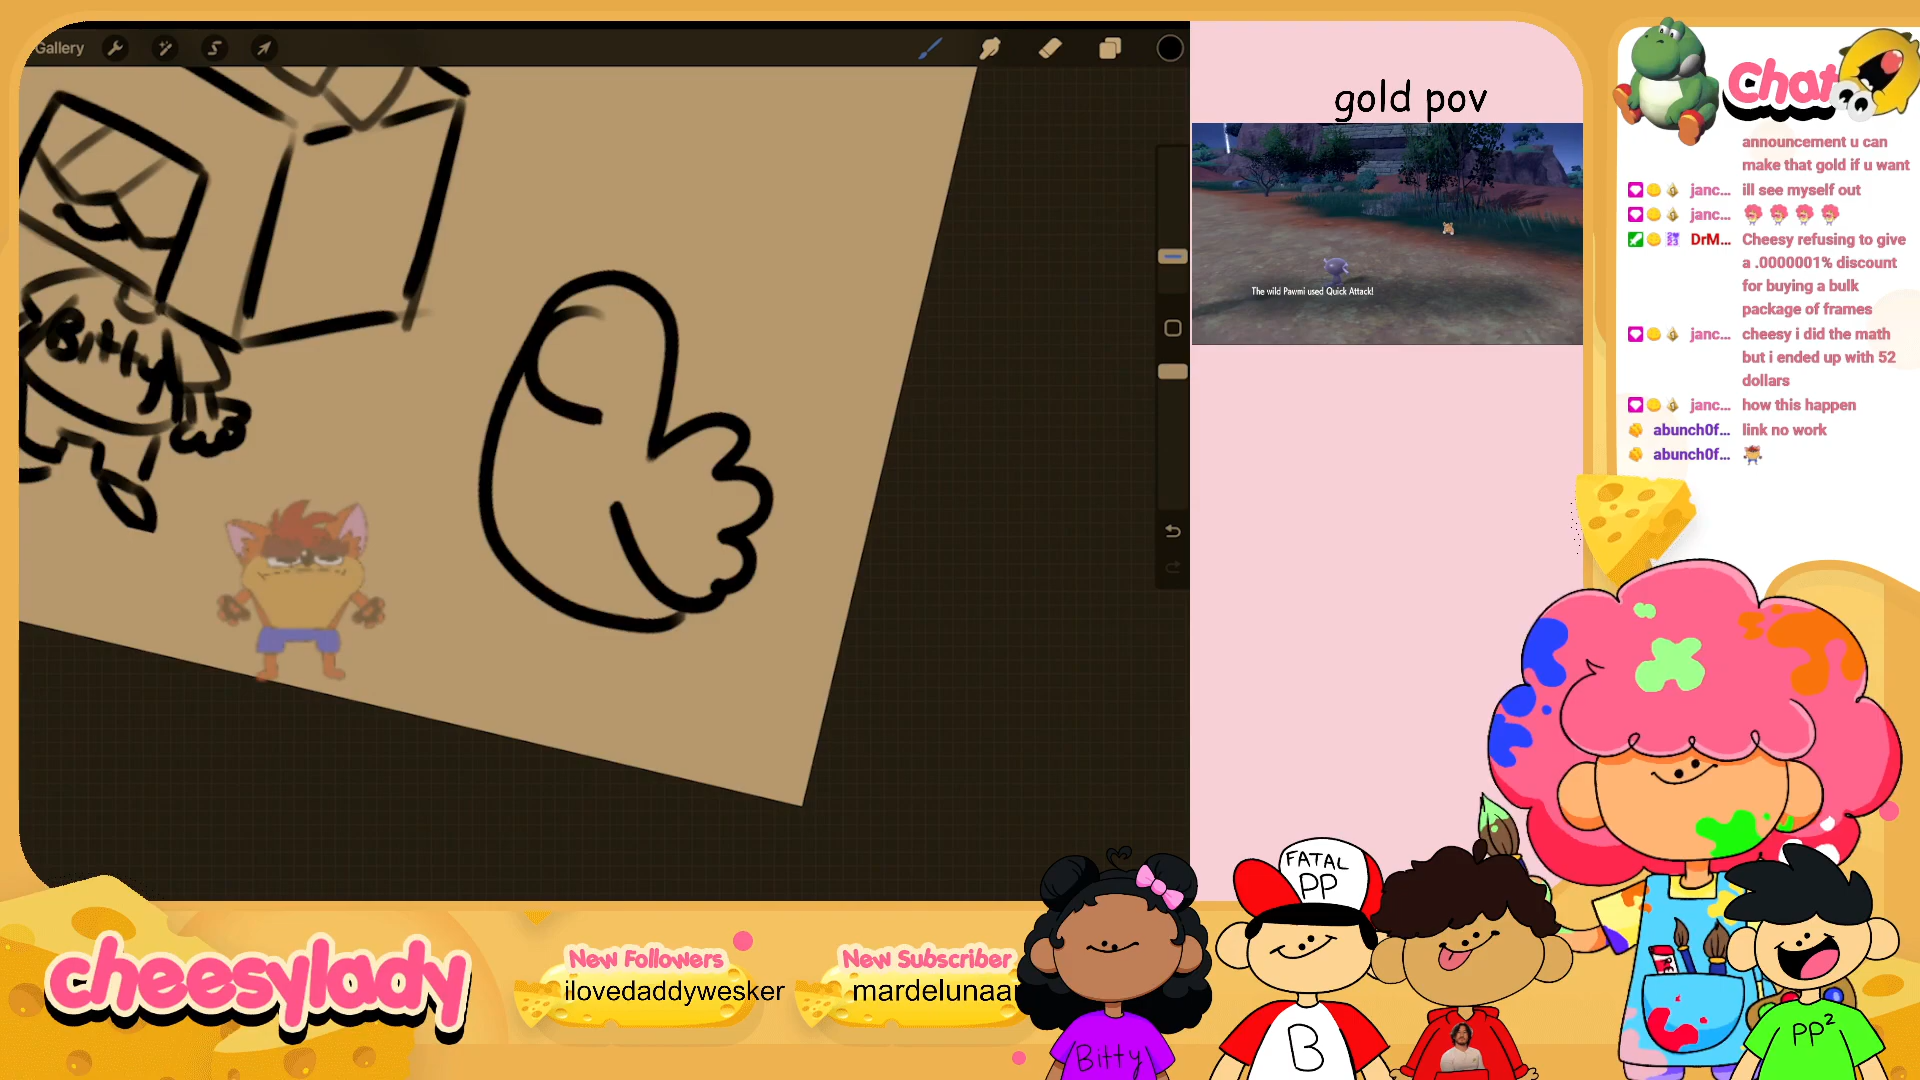 Gallery
Bitty
gold pov
The wild Pawmi used Quick Attack!
Chat
announcement u can
make that gold if u want
janc... ill see myself out
janc...
DrM... Cheesy refusing to give
a .0000001% discount
for buying a bulk
package of frames
janc... cheesy i did the math
but i ended up with 52
dollars
janc... how this happen
abunch0f... link no work
abunch0f...
cheesylady
New Followers
ilovedaddywesker
New Subscriber
mardelunaar
Bitty
FATAL
PP
B
PP²